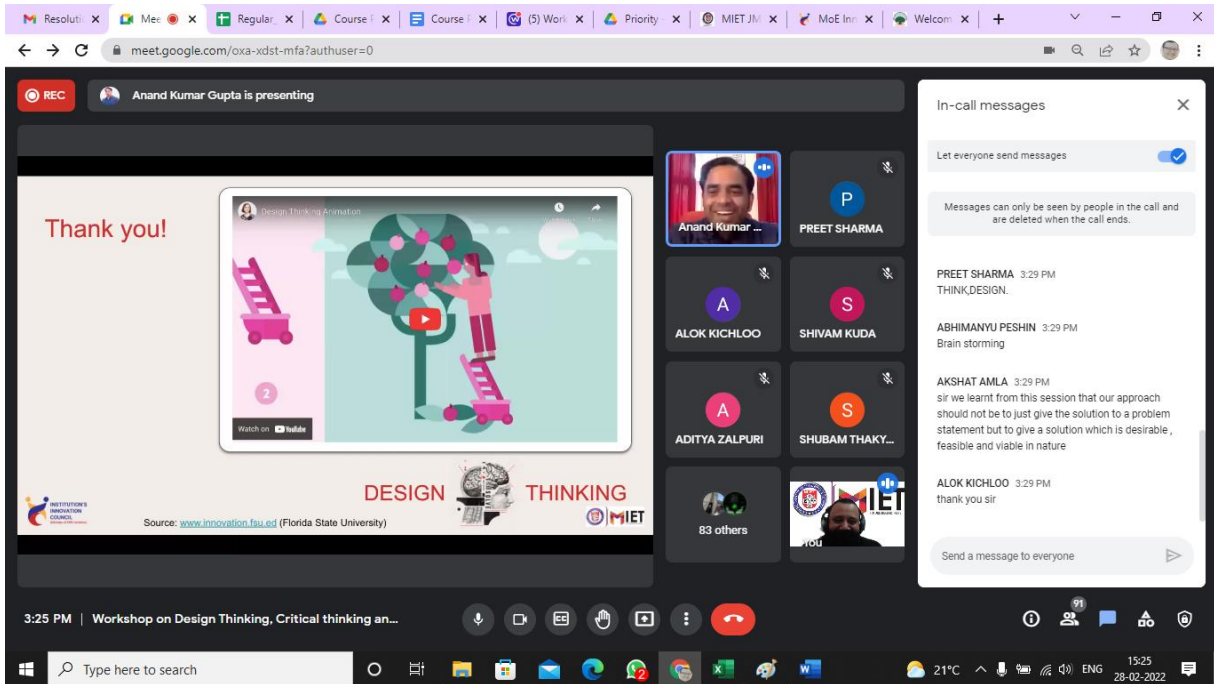 M Resoluti
Mee
Regular_
Course F
Course F
(5) Work
Priority
MIET JM
MoE Inn
Welcom
meet.google.com/oxa-xdst-mfa?authuser=0
REC
Anand Kumar Gupta is presenting
Thank you!
Design Thinking Animation
2
Watch on YouTube
DESIGN THINKING
INSTITUTION'S
INNOVATION
COUNCIL
Source: www.innovation.fsu.ed (Florida State University)
MIET
Anand Kumar ...
P
PREET SHARMA
A
ALOK KICHLOO
S
SHIVAM KUDA
A
ADITYA ZALPURI
S
SHUBAM THAKY...
83 others
MIET
You
In-call messages
Let everyone send messages
Messages can only be seen by people in the call and
are deleted when the call ends.
PREET SHARMA 3:29 PM
THINK,DESIGN.
ABHIMANYU PESHIN 3:29 PM
Brain storming
AKSHAT AMLA 3:29 PM
sir we learnt from this session that our approach
should not be to just give the solution to a problem
statement but to give a solution which is desirable ,
feasible and viable in nature
ALOK KICHLOO 3:29 PM
thank you sir
Send a message to everyone
3:25 PM | Workshop on Design Thinking, Critical thinking an...
91
Type here to search
21°C
ENG
15:25
28-02-2022